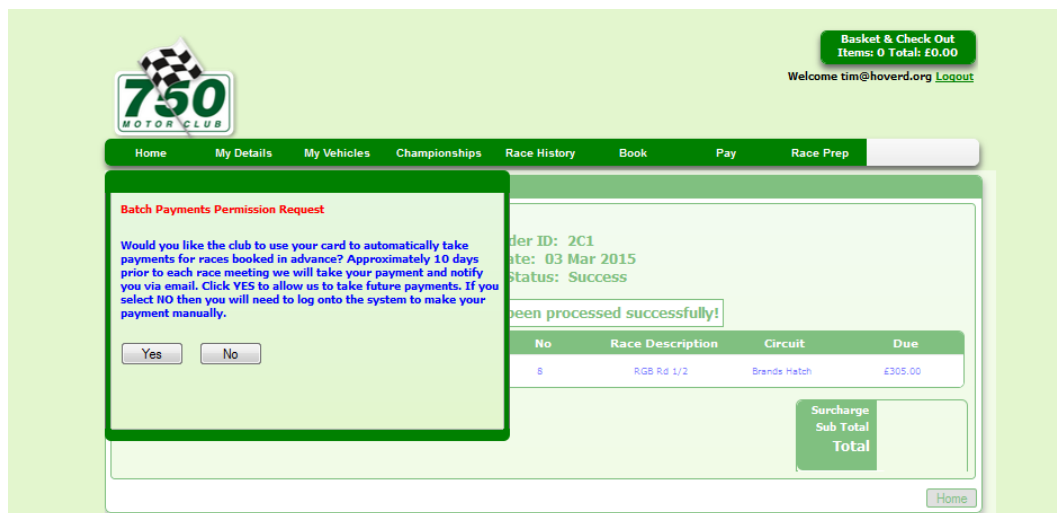 Basket & Check Out
Items: 0 Total: £0.00
Welcome tim@hoverd.org Logout
750
MOTOR CLUB
Home My Details My Vehicles Championships Race History Book Pay Race Prep
Batch Payments Permission Request
Would you like the club to use your card to automatically take
payments for races booked in advance? Approximately 10 days
prior to each race meeting we will take your payment and notify
you via email. Click YES to allow us to take future payments. If you
select NO then you will need to log onto the system to make your
payment manually.
Yes No
der ID: 2C1
ate: 03 Mar 2015
Status: Success
been processed successfully!
No Race Description Circuit Due
8 RGB Rd 1/2 Brands Hatch £305.00
Surcharge
Sub Total
Total
Home